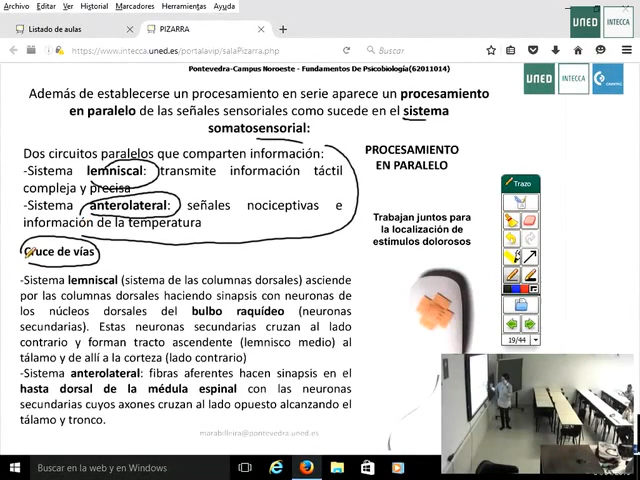 Archivo Editar Ver Historial Marcadores Herramientas Ayuda
Listado de aulas
PIZARRA
https://www.intecca.uned.es/portalavip/salaPizarra.php
Buscar
UNED
INTECCA
Pontevedra-Campus Noroeste - Fundamentos De Psicobiología(62011014)
UNED
INTECCA
Además de establecerse un procesamiento en serie aparece un procesamiento
en paralelo de las señales sensoriales como sucede en el sistema
somatosensorial:
Dos circuitos paralelos que comparten información:
-Sistema lemniscal: transmite información táctil
compleja y precisa
-Sistema anterolateral: señales nociceptivas e
información de la temperatura
PROCESAMIENTO
EN PARALELO
Trabajan juntos para
la localización de
estímulos dolorosos
Trazo
19/44
Cruce de vías
-Sistema lemniscal (sistema de las columnas dorsales) asciende
por las columnas dorsales haciendo sinapsis con neuronas de
los núcleos dorsales del bulbo raquídeo (neuronas
secundarias). Estas neuronas secundarias cruzan al lado
contrario y forman tracto ascendente (lemnisco medio) al
tálamo y de allí a la corteza (lado contrario)
-Sistema anterolateral: fibras aferentes hacen sinapsis en el
hasta dorsal de la médula espinal con las neuronas
secundarias cuyos axones cruzan al lado opuesto alcanzando el
tálamo y tronco.
marabilleira@pontevedra.uned.es
Buscar en la web y en Windows